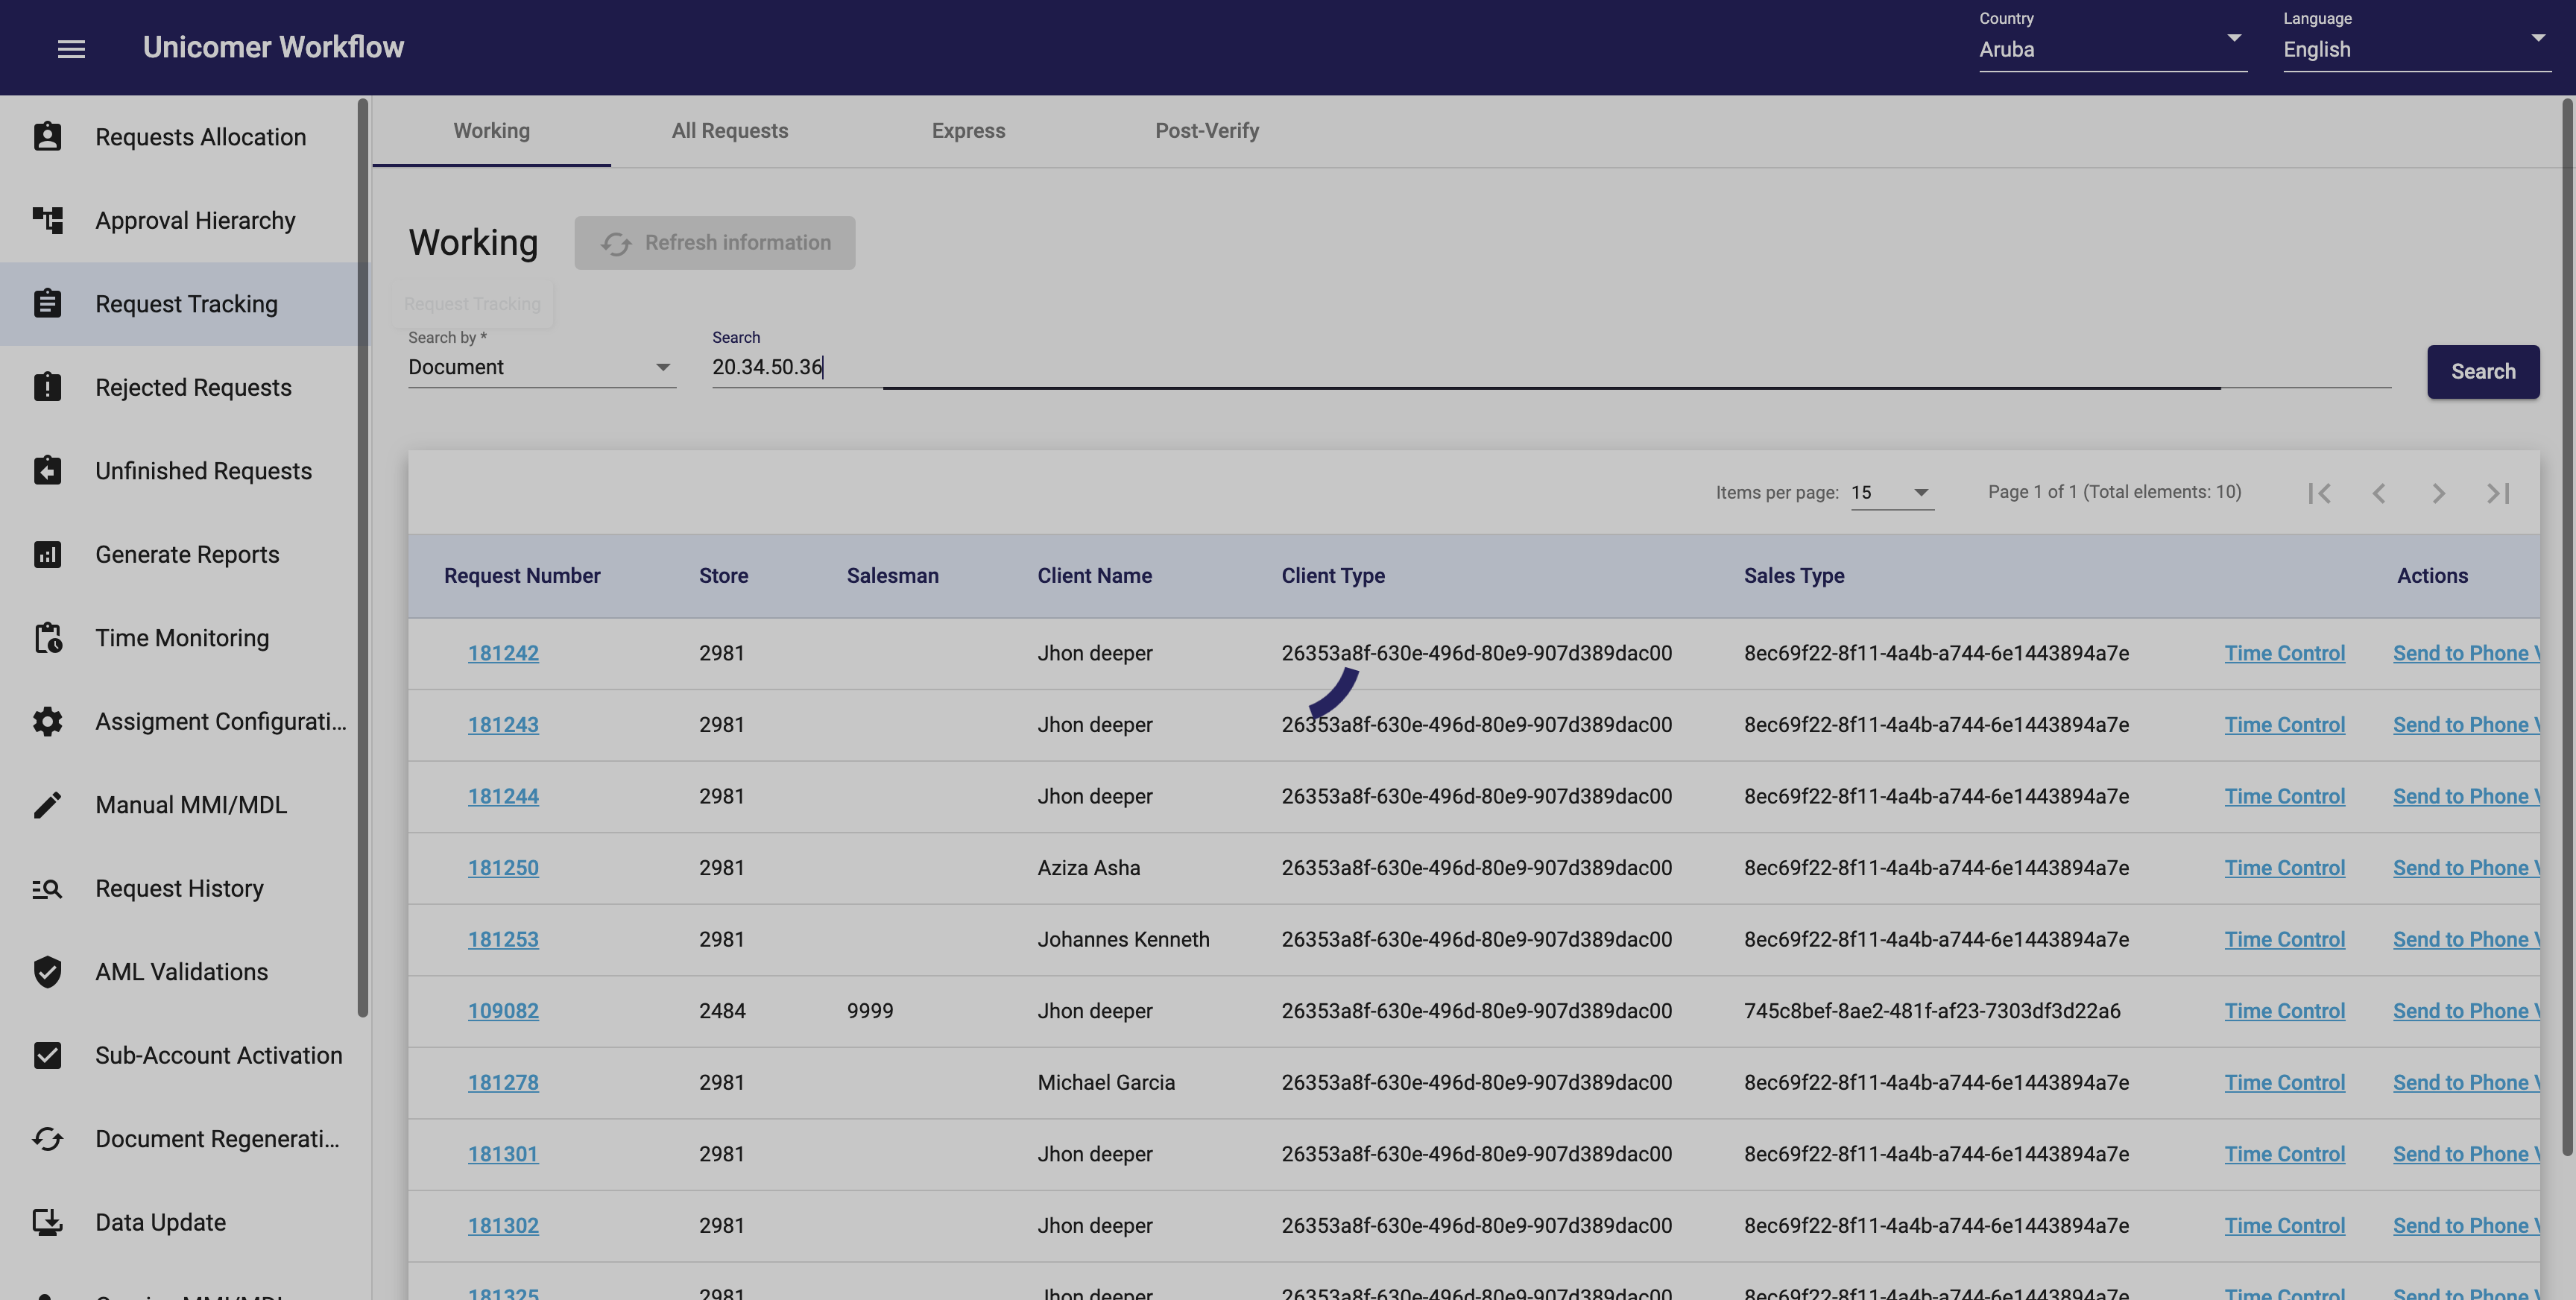 Unicomer Workflow
Country
Aruba
Language
English
Requests Allocation
Approval Hierarchy
Request Tracking
Rejected Requests
Unfinished Requests
Generate Reports
Time Monitoring
Assigment Configurati...
Manual MMI/MDL
Request History
AML Validations
Sub-Account Activation
Document Regenerati...
Data Update
Working All Requests Express Post-Verify
Working Refresh information
Request Tracking
Search by *
Document
Search
20.34.50.36
Search
Items per page: 15 Page 1 of 1 (Total elements: 10)
Request Number Store Salesman Client Name Client Type Sales Type Actions
181242 2981 Jhon deeper 26353a8f-630e-496d-80e9-907d389dac00 8ec69f22-8f11-4a4b-a744-6e1443894a7e Time Control Send to Phone V
181243 2981 Jhon deeper 26353a8f-630e-496d-80e9-907d389dac00 8ec69f22-8f11-4a4b-a744-6e1443894a7e Time Control Send to Phone V
181244 2981 Jhon deeper 26353a8f-630e-496d-80e9-907d389dac00 8ec69f22-8f11-4a4b-a744-6e1443894a7e Time Control Send to Phone V
181250 2981 Aziza Asha 26353a8f-630e-496d-80e9-907d389dac00 8ec69f22-8f11-4a4b-a744-6e1443894a7e Time Control Send to Phone V
181253 2981 Johannes Kenneth 26353a8f-630e-496d-80e9-907d389dac00 8ec69f22-8f11-4a4b-a744-6e1443894a7e Time Control Send to Phone V
109082 2484 9999 Jhon deeper 26353a8f-630e-496d-80e9-907d389dac00 745c8bef-8ae2-481f-af23-7303df3d22a6 Time Control Send to Phone V
181278 2981 Michael Garcia 26353a8f-630e-496d-80e9-907d389dac00 8ec69f22-8f11-4a4b-a744-6e1443894a7e Time Control Send to Phone V
181301 2981 Jhon deeper 26353a8f-630e-496d-80e9-907d389dac00 8ec69f22-8f11-4a4b-a744-6e1443894a7e Time Control Send to Phone V
181302 2981 Jhon deeper 26353a8f-630e-496d-80e9-907d389dac00 8ec69f22-8f11-4a4b-a744-6e1443894a7e Time Control Send to Phone V
181325 2981 Jhon deeper 26353a8f-630e-496d-80e9-907d389dac00 8ec69f22-8f11-4a4b-a744-6e1443894a7e Time Control Send to Phone V